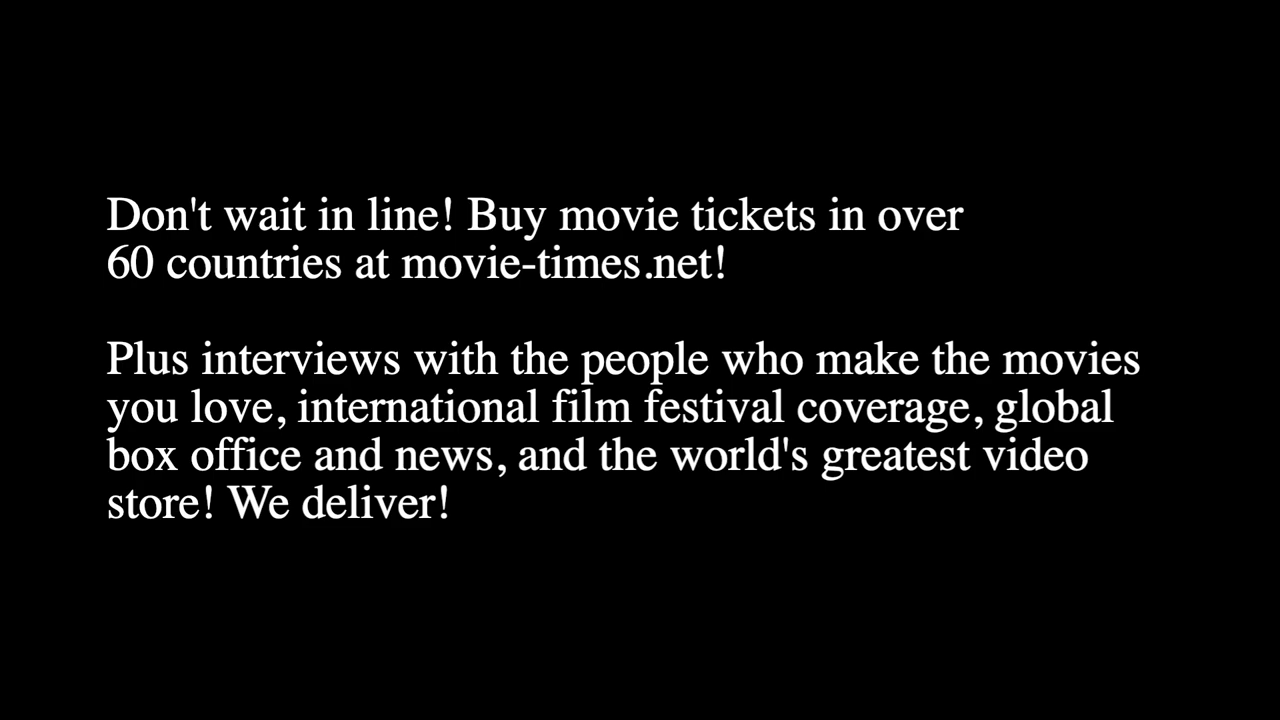 Don't wait in line! Buy movie tickets in over
60 countries at movie-times.net!
Plus interviews with the people who make the movies
you love, international film festival coverage, global
box office and news, and the world's greatest video
store! We deliver!